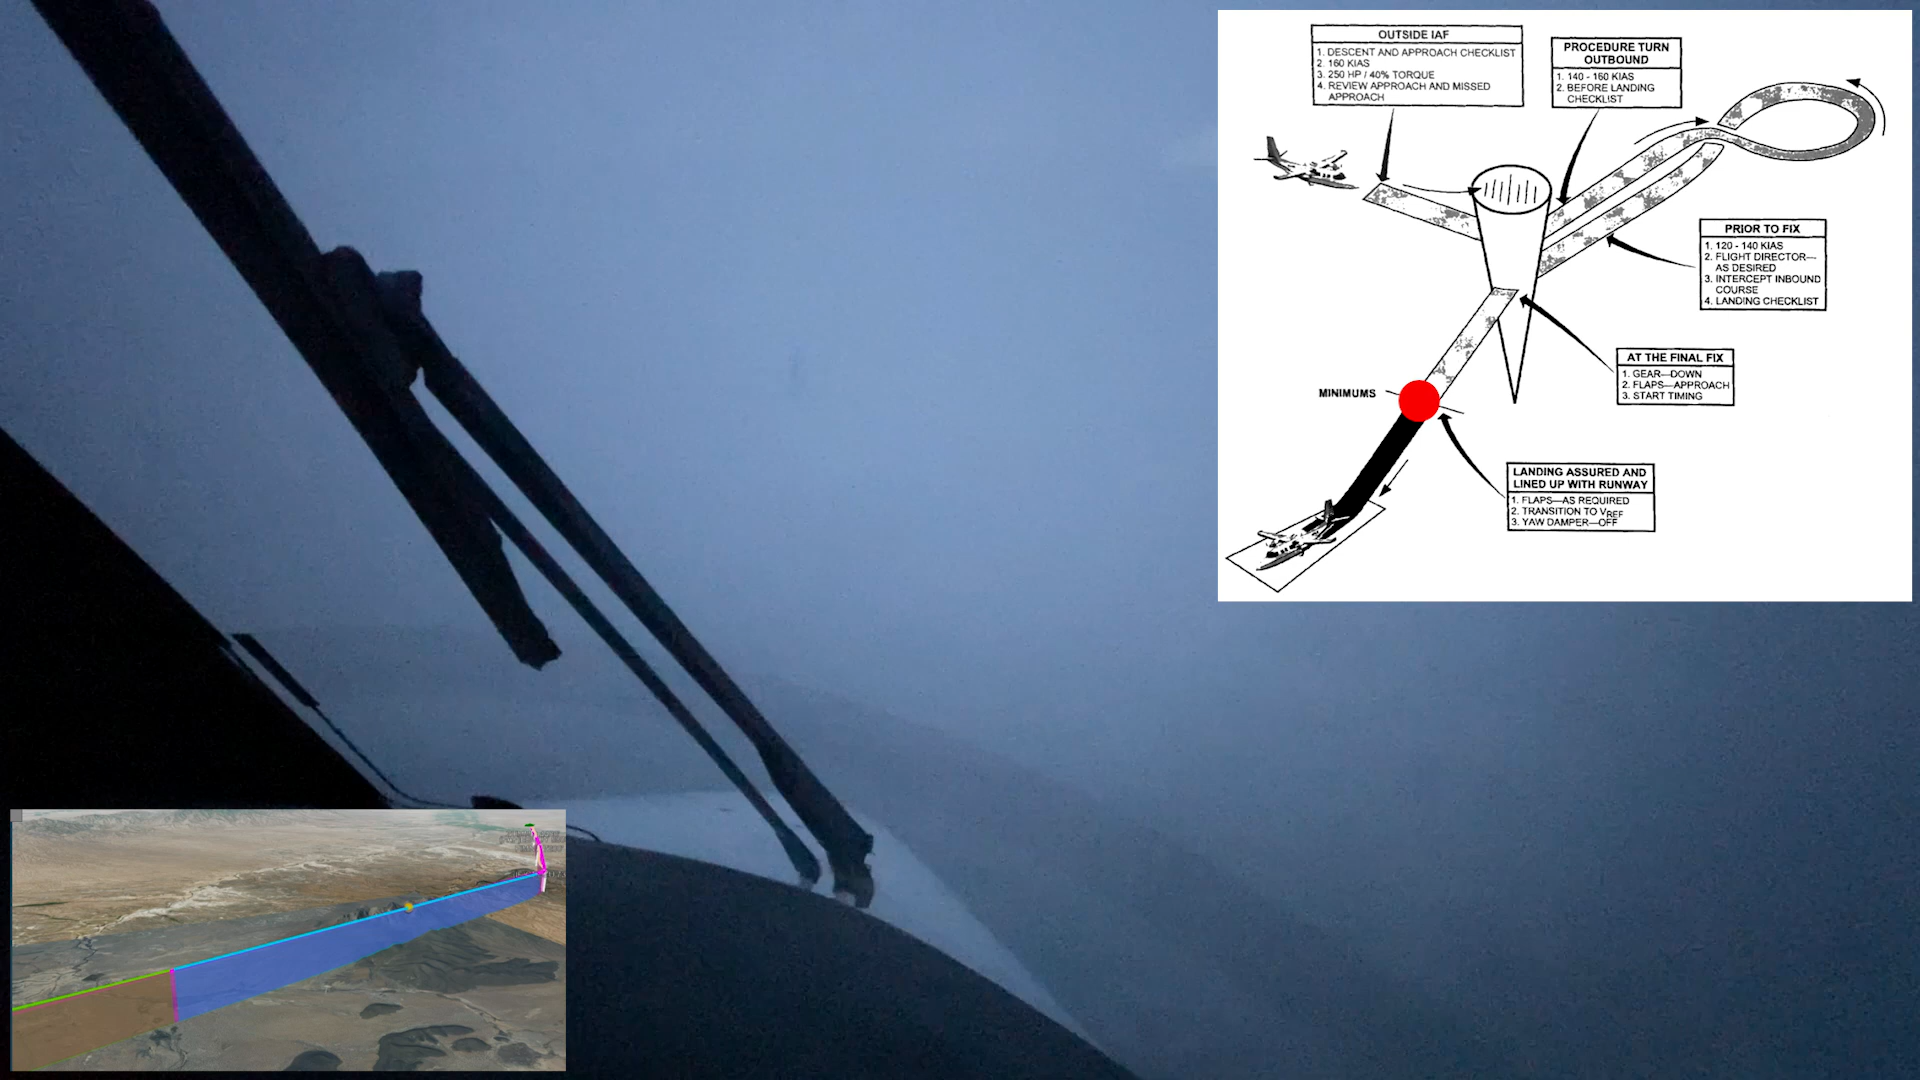 OUTSIDE IAF
1. DESCENT AND APPROACH CHECKLIST
2. 160 KIAS
3. 250 HP / 40% TORQUE
4. REVIEW APPROACH AND MISSED
APPROACH
PROCEDURE TURN
OUTBOUND
1. 140 - 160 KIAS
2. BEFORE LANDING
CHECKLIST
PRIOR TO FIX
1. 120 - 140 KIAS
2. FLIGHT DIRECTOR—
AS DESIRED
3. INTERCEPT INBOUND
COURSE
4. LANDING CHECKLIST
AT THE FINAL FIX
1. GEAR—DOWN
2. FLAPS—APPROACH
3. START TIMING
MINIMUMS
LANDING ASSURED AND
LINED UP WITH RUNWAY
1. FLAPS—AS REQUIRED
2. TRANSITION TO VREF
3. YAW DAMPER—OFF